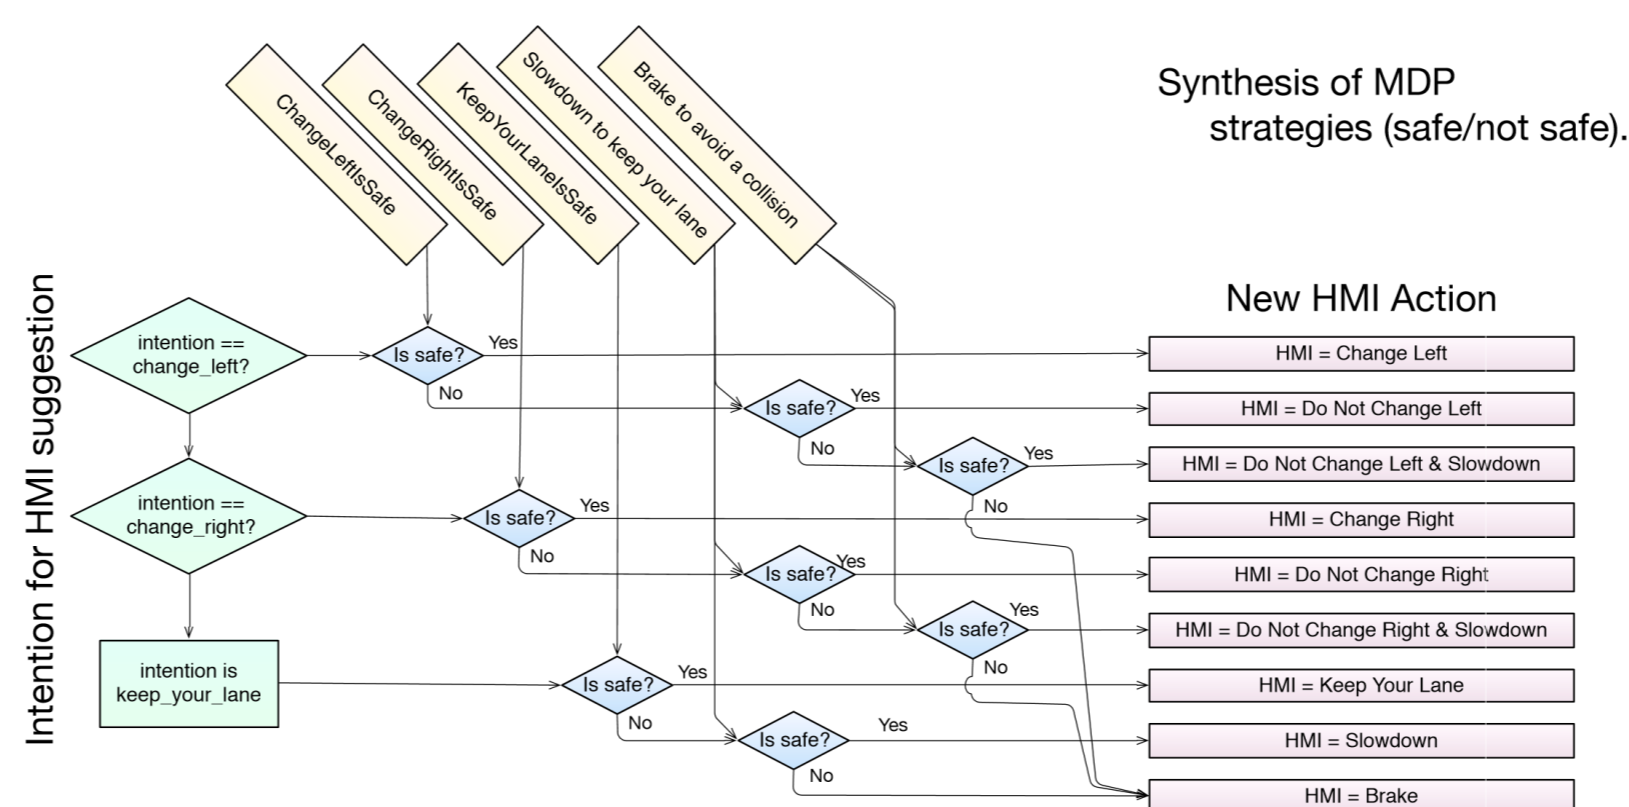 Synthesis of MDP
strategies (safe/not safe).
ChangeLeftIsSafe
ChangeRightIsSafe
KeepYourLaneIsSafe
Slowdown to keep your lane
Brake to avoid a collision
Intention for HMI suggestion
New HMI Action
intention ==
change_left?
Is safe?
Yes
No
HMI = Change Left
Is safe?
Yes
No
HMI = Do Not Change Left
Is safe?
Yes
No
HMI = Do Not Change Left & Slowdown
intention ==
change_right?
Is safe?
Yes
No
HMI = Change Right
Is safe?
Yes
No
HMI = Do Not Change Right
Is safe?
Yes
No
HMI = Do Not Change Right & Slowdown
intention is
keep_your_lane
Is safe?
Yes
No
HMI = Keep Your Lane
Is safe?
Yes
No
HMI = Slowdown
HMI = Brake